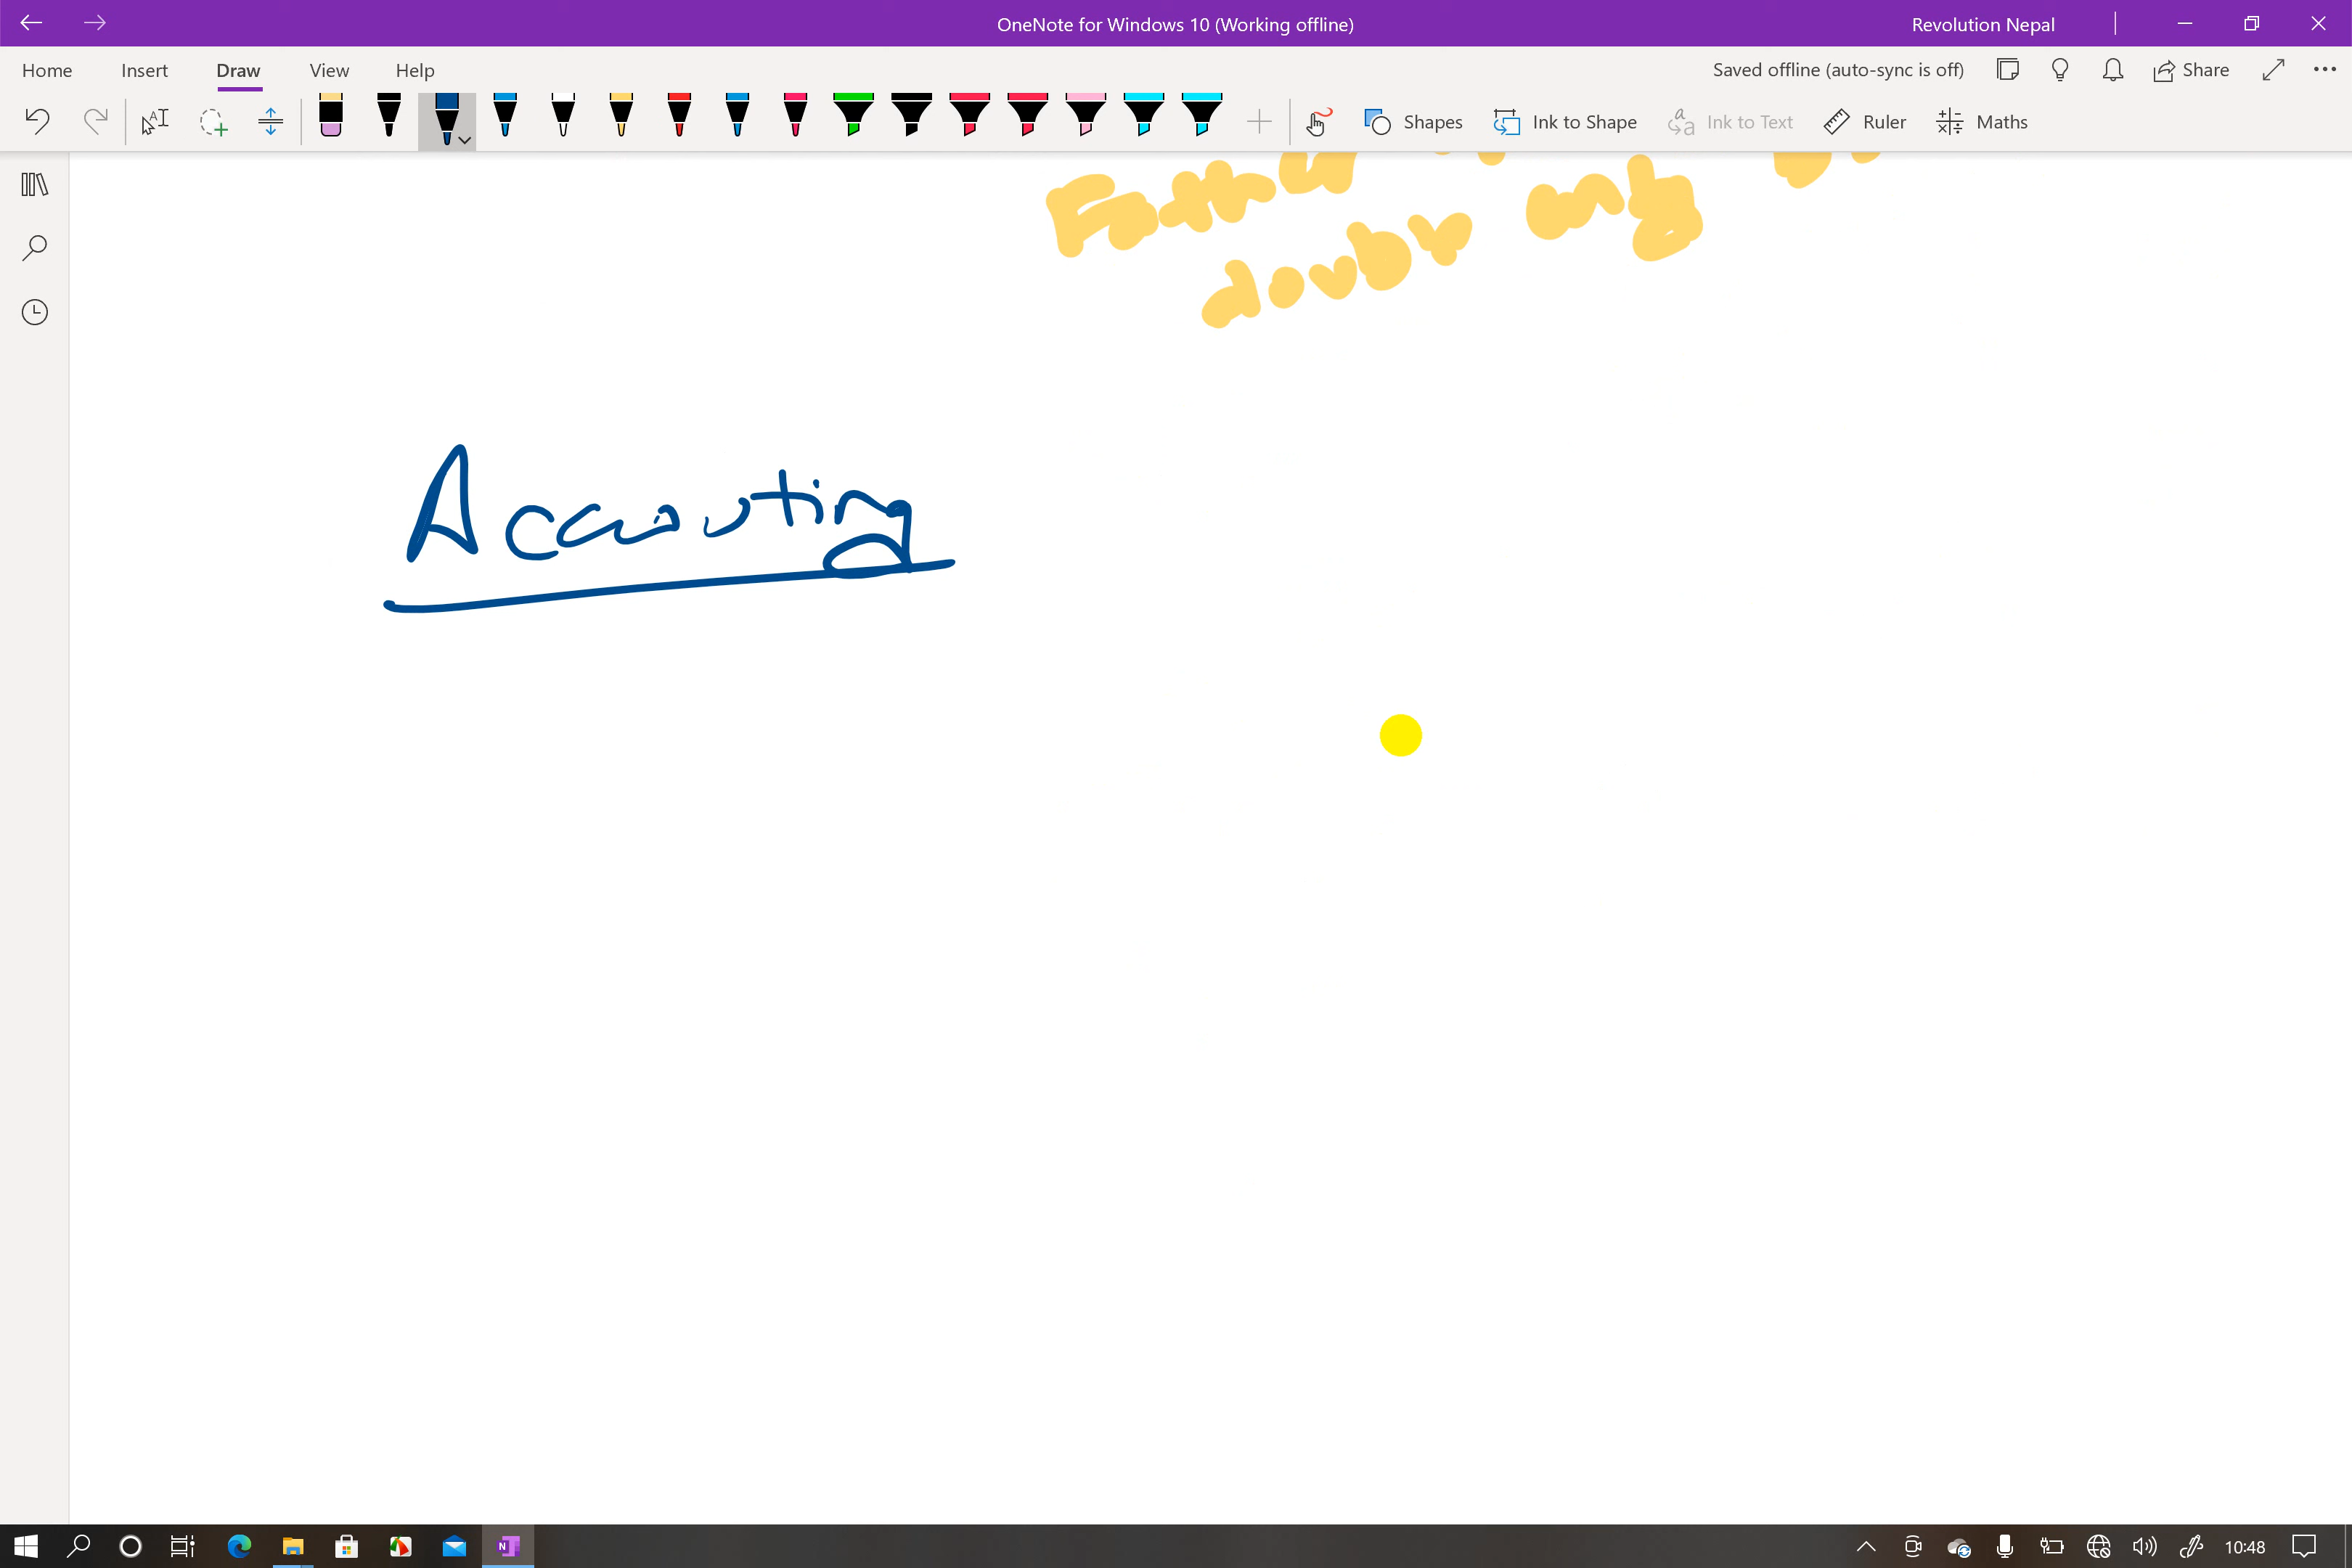 OneNote for Windows 10 (Working offline)
Revolution Nepal
Home Insert Draw View Help
Saved offline (auto-sync is off) Share
Shapes Ink to Shape Ink to Text Ruler Maths
Accouting
10:48